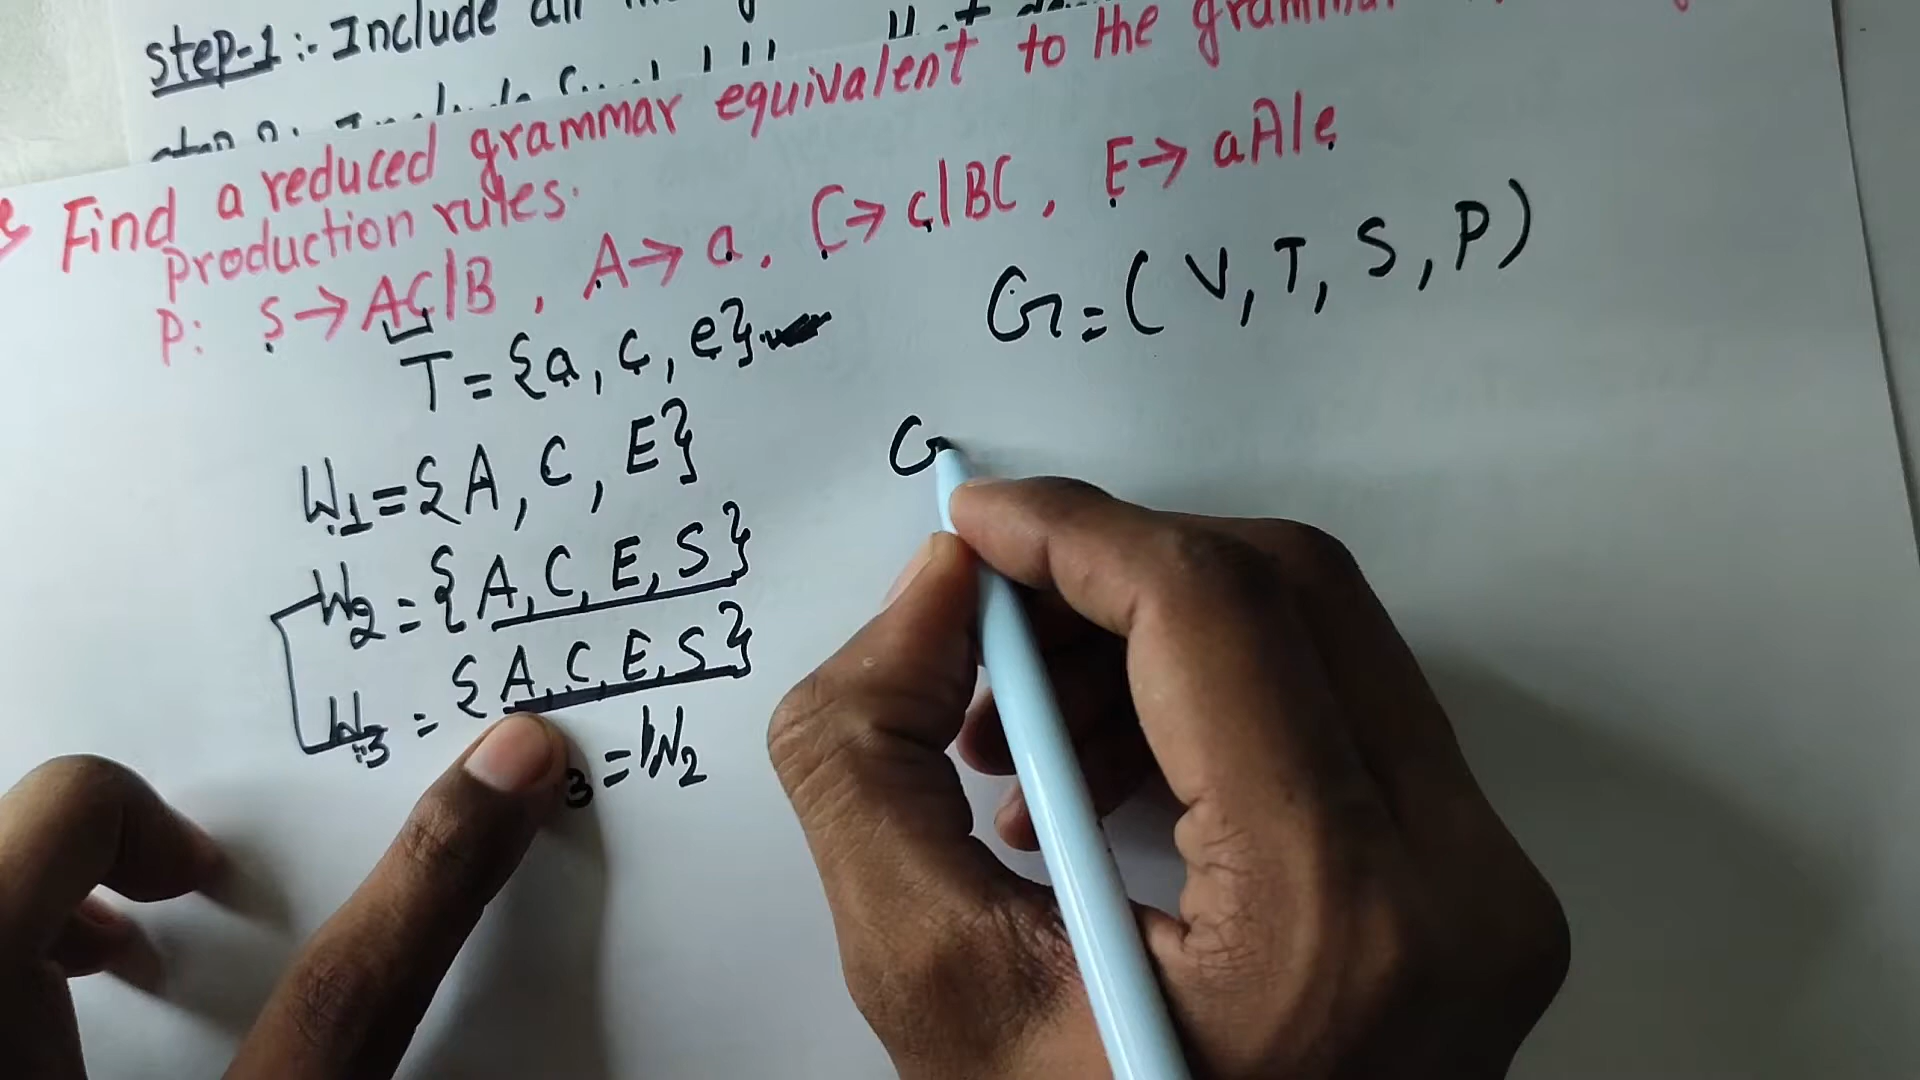 Step-1:- Include all
Find a reduced grammar equivalent to the grammar
production rules.
P: S→AC|B, A→a, C→c|BC, E→aA|e
T={a, c, e}
G=(V,T,S,P)
W1={A, C, E}
G
W2={A,C,E,S}
W3={A,C,E,S}
3=W2